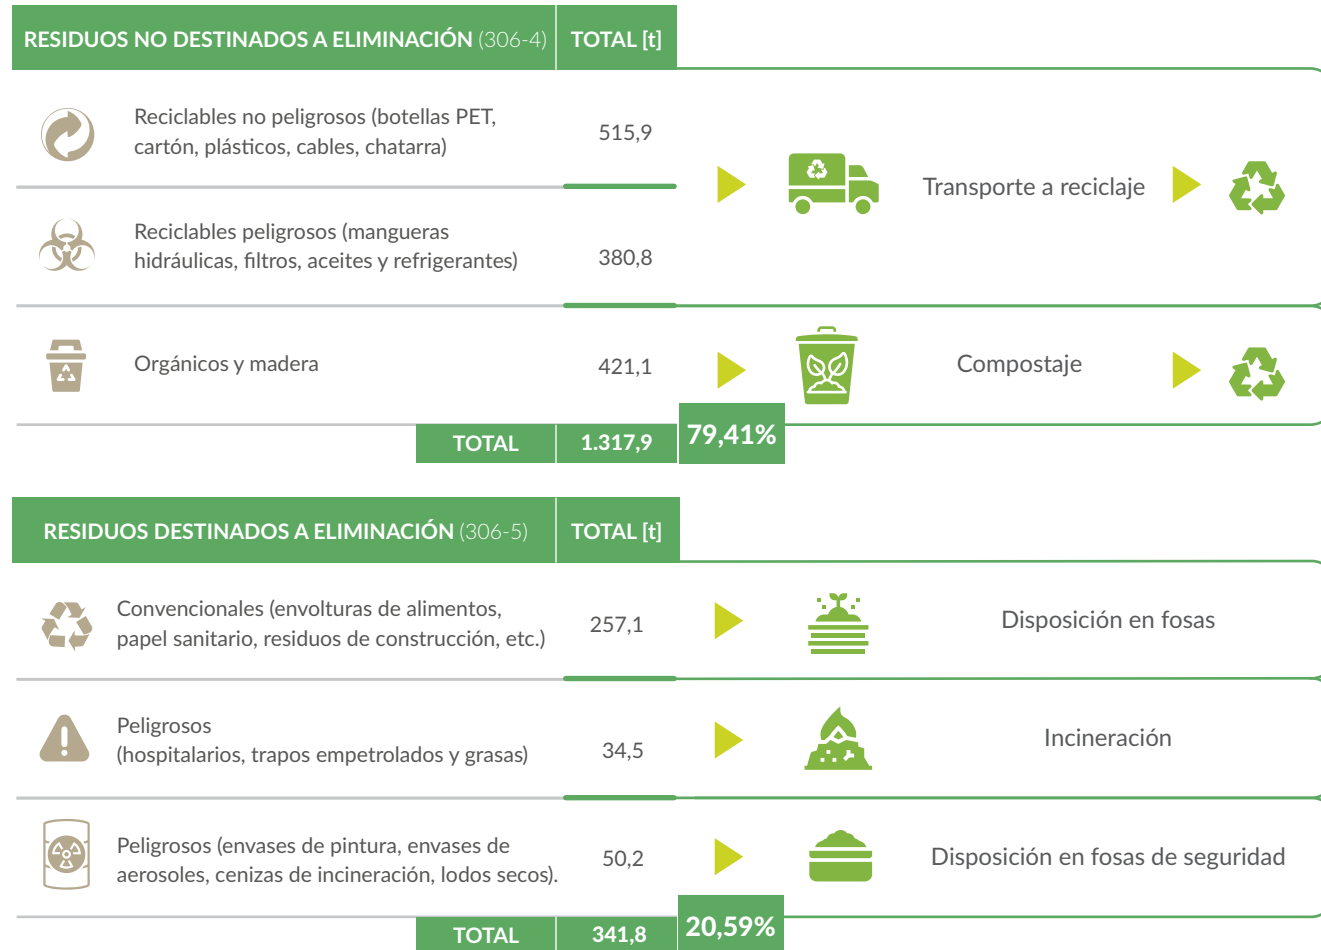 RESIDUOS NO DESTINADOS A ELIMINACIÓN (306-4) TOTAL [t]
Reciclables no peligrosos (botellas PET,
cartón, plásticos, cables, chatarra)
515,9
Transporte a reciclaje
Reciclables peligrosos (mangueras
hidráulicas, filtros, aceites y refrigerantes)
380,8
Orgánicos y madera
421,1
Compostaje
TOTAL 1.317,9 79,41%
RESIDUOS DESTINADOS A ELIMINACIÓN (306-5) TOTAL [t]
Convencionales (envolturas de alimentos,
papel sanitario, residuos de construcción, etc.)
257,1
Disposición en fosas
Peligrosos
(hospitalarios, trapos empetrolados y grasas)
34,5
Incineración
Peligrosos (envases de pintura, envases de
aerosoles, cenizas de incineración, lodos secos).
50,2
Disposición en fosas de seguridad
TOTAL 341,8 20,59%